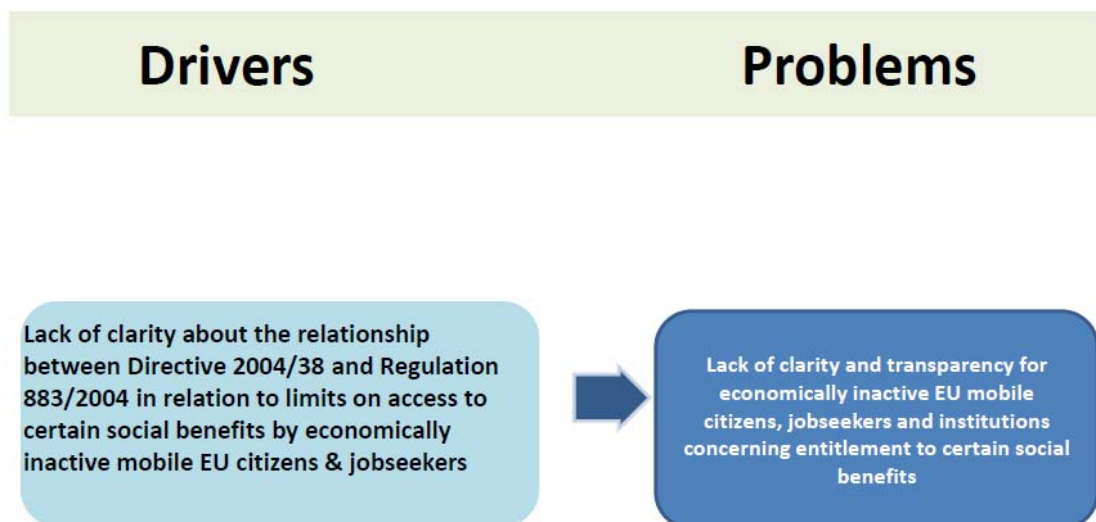 Drivers
Problems
Lack of clarity about the relationship
between Directive 2004/38 and Regulation
883/2004 in relation to limits on access to
certain social benefits by economically
inactive mobile EU citizens & jobseekers
Lack of clarity and transparency for
economically inactive EU mobile
citizens, jobseekers and institutions
concerning entitlement to certain social
benefits